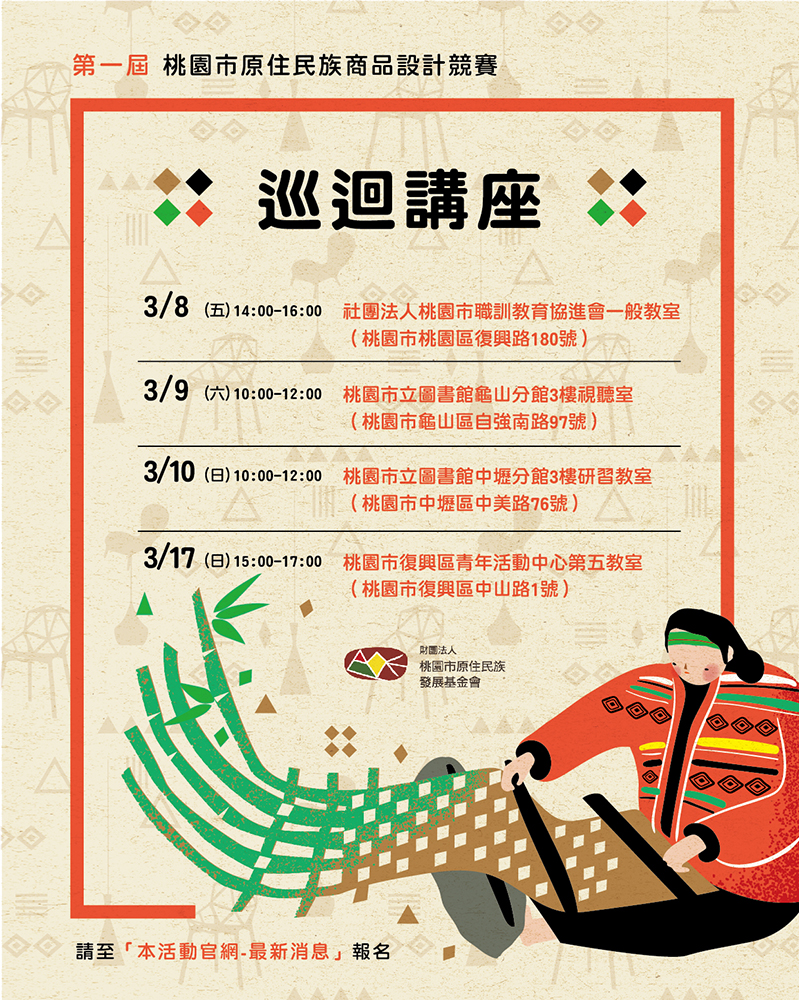 第一屆 桃園市原住民族商品設計競賽
巡迴講座
3/8 (五)14:00-16:00 社團法人桃園市職訓教育協進會一般教室
(桃園市桃園區復興路180號)
3/9 (六)10:00-12:00 桃園市立圖書館龜山分館3樓視聽室
(桃園市龜山區自強南路97號)
3/10 (日)10:00-12:00 桃園市立圖書館中壢分館3樓研習教室
(桃園市中壢區中美路76號)
3/17 (日)15:00-17:00 桃園市復興區青年活動中心第五教室
(桃園市復興區中山路1號)
財團法人
桃園市原住民族
發展基金會
請至「本活動官網-最新消息」報名